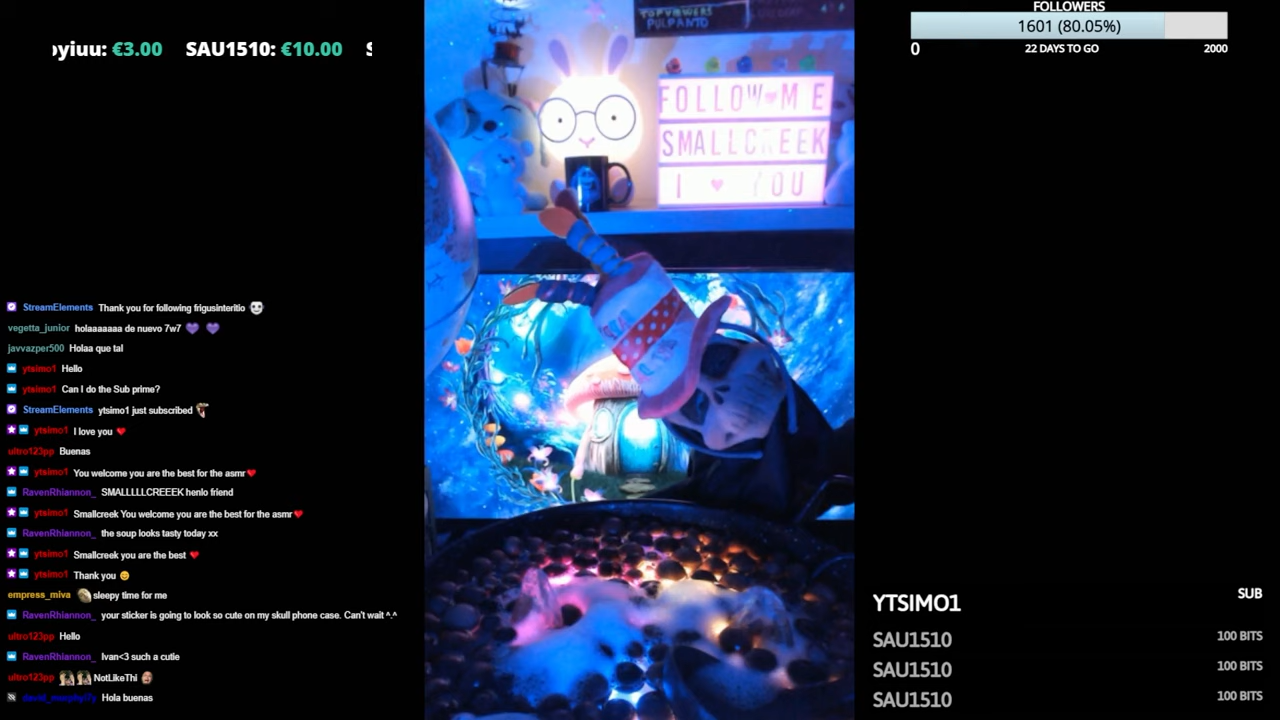 yiuu: €3.00 SAU1510: €10.00
FOLLOWERS
1601 (80.05%)
0 22 DAYS TO GO 2000
TOPVIEWERS
PULPANTO
FOLLOW♥ME
SMALLCREEK
I ♥ YOU
StreamElements Thank you for following frigusinteritio
vegetta_junior holaaaaaaa de nuevo 7w7
javvazper500 Holaa que tal
ytsimo1 Hello
ytsimo1 Can I do the Sub prime?
StreamElements ytsimo1 just subscribed
ytsimo1 I love you
ultro123pp Buenas
ytsimo1 You welcome you are the best for the asmr
RavenRhiannon_ SMALLLLLCREEEK henlo friend
ytsimo1 Smallcreek You welcome you are the best for the asmr
RavenRhiannon_ the soup looks tasty today xx
ytsimo1 Smallcreek you are the best
ytsimo1 Thank you
empress_miva sleepy time for me
RavenRhiannon_ your sticker is going to look so cute on my skull phone case. Can't wait ^.^
ultro123pp Hello
RavenRhiannon_ Ivan<3 such a cutie
ultro123pp NotLikeThi
Hola buenas
YTSIMO1 SUB
SAU1510 100 BITS
SAU1510 100 BITS
SAU1510 100 BITS